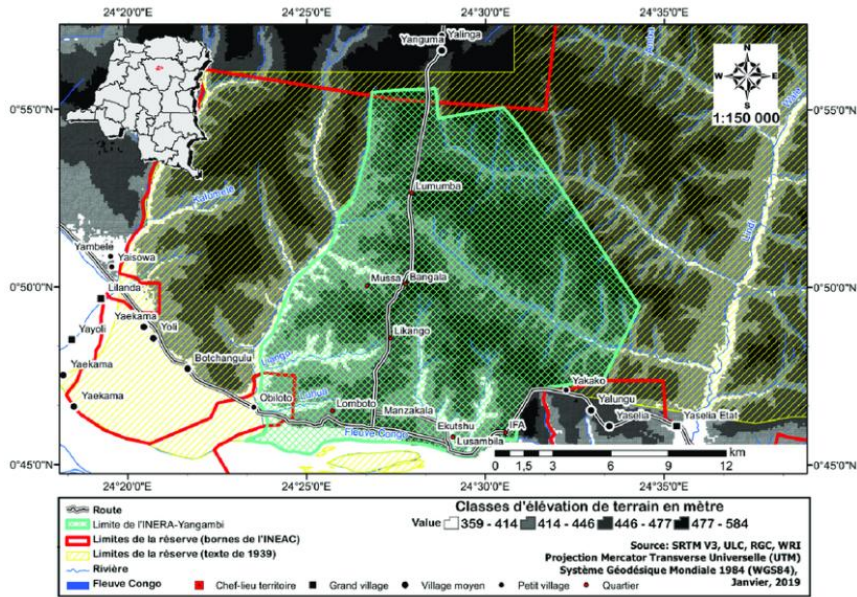 24°20'0"E 24°25'0"E 24°30'0"E 24°35'0"E
Yalinga
Yanguma
N
W E
S
1:150 000
0°55'0"N 0°55'0"N
Lumumba
Lindi
Yambele
Yaisowa
Mussa Bangala
0°50'0"N 0°50'0"N
Lilanda
Yaekama
Yoli
Likango
Yayoli
Botchangulu
Yaekama
Yakako
Yaekama
Obiloto
Lomboto
Manzakala
Yalungu
Yaselia
Yaselia Etat
Ekutshu
IFA
Fleuve Congo
Lusambila
0°45'0"N 0°45'0"N
km
0 1,5 3 6 9 12
24°20'0"E 24°25'0"E 24°30'0"E 24°35'0"E
Route
Limite de l'INERA-Yangambi
Limites de la réserve (bornes de l'INEAC)
Limites de la réserve (texte de 1939)
Rivière
Fleuve Congo
Chef-lieu territoire
Grand village
Village moyen
Petit village
Quartier
Classes d'élévation de terrain en mètre
Value 359 - 414 414 - 446 446 - 477 477 - 584
Source: SRTM V3, ULC, RGC, WRI
Projection Mercator Transverse Universelle (UTM)
Système Géodésique Mondiale 1984 (WGS84),
Janvier, 2019